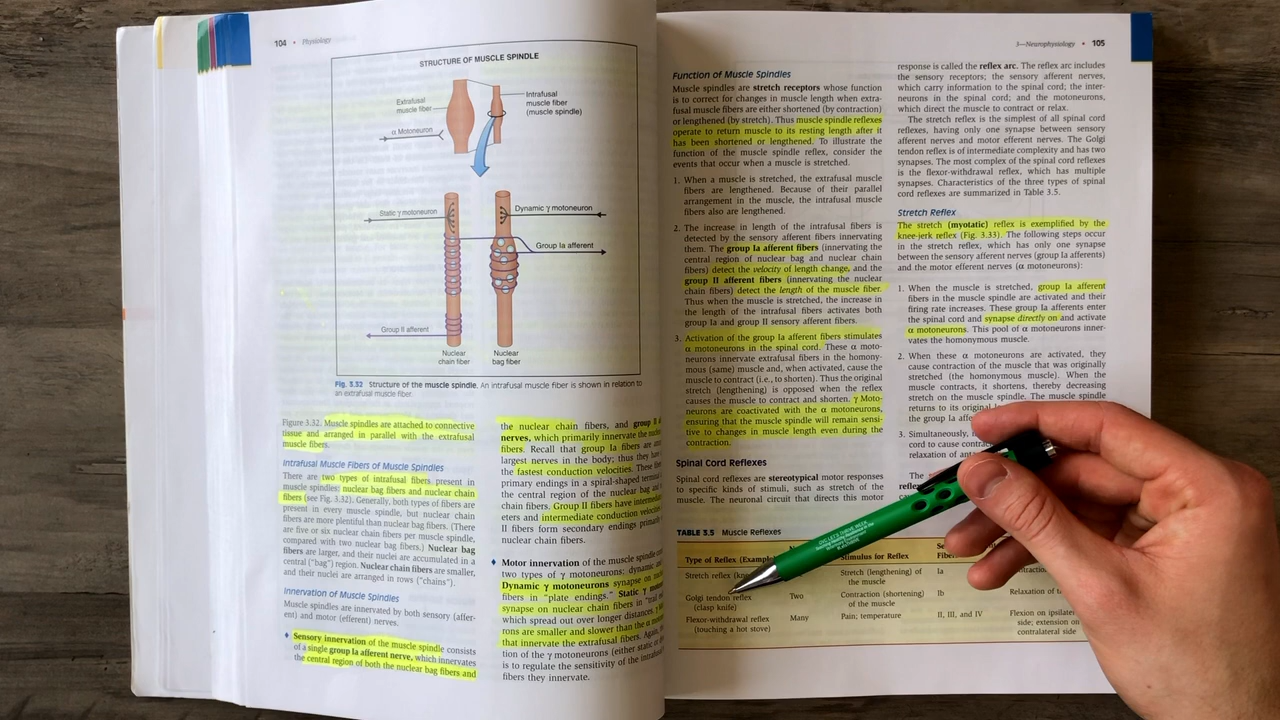 104 • Physiology
STRUCTURE OF MUSCLE SPINDLE
Extrafusal
muscle fiber
Intrafusal
muscle fiber
(muscle spindle)
α Motoneuron
Static γ motoneuron
Dynamic γ motoneuron
Group Ia afferent
Group II afferent
Nuclear
chain fiber
Nuclear
bag fiber
Fig. 3.32 Structure of the muscle spindle. An intrafusal muscle fiber is shown in relation to
an extrafusal muscle fiber.
Figure 3.32. Muscle spindles are attached to connective
tissue and arranged in parallel with the extrafusal
muscle fibers.
Intrafusal Muscle Fibers of Muscle Spindles
There are two types of intrafusal fibers present in
muscle spindles: nuclear bag fibers and nuclear chain
fibers (see Fig. 3.32). Generally, both types of fibers are
present in every muscle spindle, but nuclear chain
fibers are more plentiful than nuclear bag fibers. (There
are five or six nuclear chain fibers per muscle spindle,
compared with two nuclear bag fibers.) Nuclear bag
fibers are larger, and their nuclei are accumulated in a
central ("bag") region. Nuclear chain fibers are smaller,
and their nuclei are arranged in rows ("chains").
Innervation of Muscle Spindles
Muscle spindles are innervated by both sensory (affer-
ent) and motor (efferent) nerves.
♦ Sensory innervation of the muscle spindle consists
of a single group Ia afferent nerve, which innervates
the central region of both the nuclear bag fibers and
the nuclear chain fibers, and group II
nerves, which primarily innervate the
fibers. Recall that group Ia fibers are
largest nerves in the body; thus they have
the fastest conduction velocities. These
primary endings in a spiral-shaped terminal
the central region of the nuclear bag and
chain fibers. Group II fibers have
eters and intermediate conduction
II fibers form secondary endings primarily
nuclear chain fibers.
♦ Motor innervation of the muscle spindle
two types of γ motoneurons: dynamic and
Dynamic γ motoneurons synapse on
fibers in "plate endings." Static γ
synapse on nuclear chain fibers in "trail
which spread out over longer distances. γ
rons are smaller and slower than the α
that innervate the extrafusal fibers. Again,
tion of the γ motoneurons (either static or
is to regulate the sensitivity of the intrafusal
fibers they innervate.
3—Neurophysiology • 105
Function of Muscle Spindles
Muscle spindles are stretch receptors whose function
is to correct for changes in muscle length when extra-
fusal muscle fibers are either shortened (by contraction)
or lengthened (by stretch). Thus muscle spindle reflexes
operate to return muscle to its resting length after it
has been shortened or lengthened. To illustrate the
function of the muscle spindle reflex, consider the
events that occur when a muscle is stretched.
1. When a muscle is stretched, the extrafusal muscle
fibers are lengthened. Because of their parallel
arrangement in the muscle, the intrafusal muscle
fibers also are lengthened.
2. The increase in length of the intrafusal fibers is
detected by the sensory afferent fibers innervating
them. The group Ia afferent fibers (innervating the
central region of nuclear bag and nuclear chain
fibers) detect the velocity of length change, and the
group II afferent fibers (innervating the nuclear
chain fibers) detect the length of the muscle fiber.
Thus when the muscle is stretched, the increase in
the length of the intrafusal fibers activates both
group Ia and group II sensory afferent fibers.
3. Activation of the group Ia afferent fibers stimulates
α motoneurons in the spinal cord. These α moto-
neurons innervate extrafusal fibers in the homony-
mous (same) muscle and, when activated, cause the
muscle to contract (i.e., to shorten). Thus the original
stretch (lengthening) is opposed when the reflex
causes the muscle to contract and shorten. γ Moto-
neurons are coactivated with the α motoneurons,
ensuring that the muscle spindle will remain sensi-
tive to changes in muscle length even during the
contraction.
Spinal Cord Reflexes
Spinal cord reflexes are stereotypical motor responses
to specific kinds of stimuli, such as stretch of the
muscle. The neuronal circuit that directs this motor
response is called the reflex arc. The reflex arc includes
the sensory receptors; the sensory afferent nerves,
which carry information to the spinal cord; the inter-
neurons in the spinal cord; and the motoneurons,
which direct the muscle to contract or relax.
The stretch reflex is the simplest of all spinal cord
reflexes, having only one synapse between sensory
afferent nerves and motor efferent nerves. The Golgi
tendon reflex is of intermediate complexity and has two
synapses. The most complex of the spinal cord reflexes
is the flexor-withdrawal reflex, which has multiple
synapses. Characteristics of the three types of spinal
cord reflexes are summarized in Table 3.5.
Stretch Reflex
The stretch (myotatic) reflex is exemplified by the
knee-jerk reflex (Fig. 3.33). The following steps occur
in the stretch reflex, which has only one synapse
between the sensory afferent nerves (group Ia afferents)
and the motor efferent nerves (α motoneurons):
1. When the muscle is stretched, group Ia afferent
fibers in the muscle spindle are activated and their
firing rate increases. These group Ia afferents enter
the spinal cord and synapse directly on and activate
α motoneurons. This pool of α motoneurons inner-
vates the homonymous muscle.
2. When these α motoneurons are activated, they
cause contraction of the muscle that was originally
stretched (the homonymous muscle). When the
muscle contracts, it shortens, thereby decreasing
stretch on the muscle spindle. The muscle spindle
returns to its original
the group Ia
3. Simultaneously,
cord to cause
relaxation of
The
TABLE 3.5 Muscle Reflexes
Type of Reflex Stimulus for Reflex
Stretch reflex Stretch (lengthening) of
the muscle Ia
Golgi tendon reflex
(clasp knife) Two Contraction (shortening)
of the muscle Ib Relaxation of
Flexor-withdrawal reflex
(touching a hot stove) Many Pain; temperature II, III, and IV Flexion on
side; extension on
contralateral side